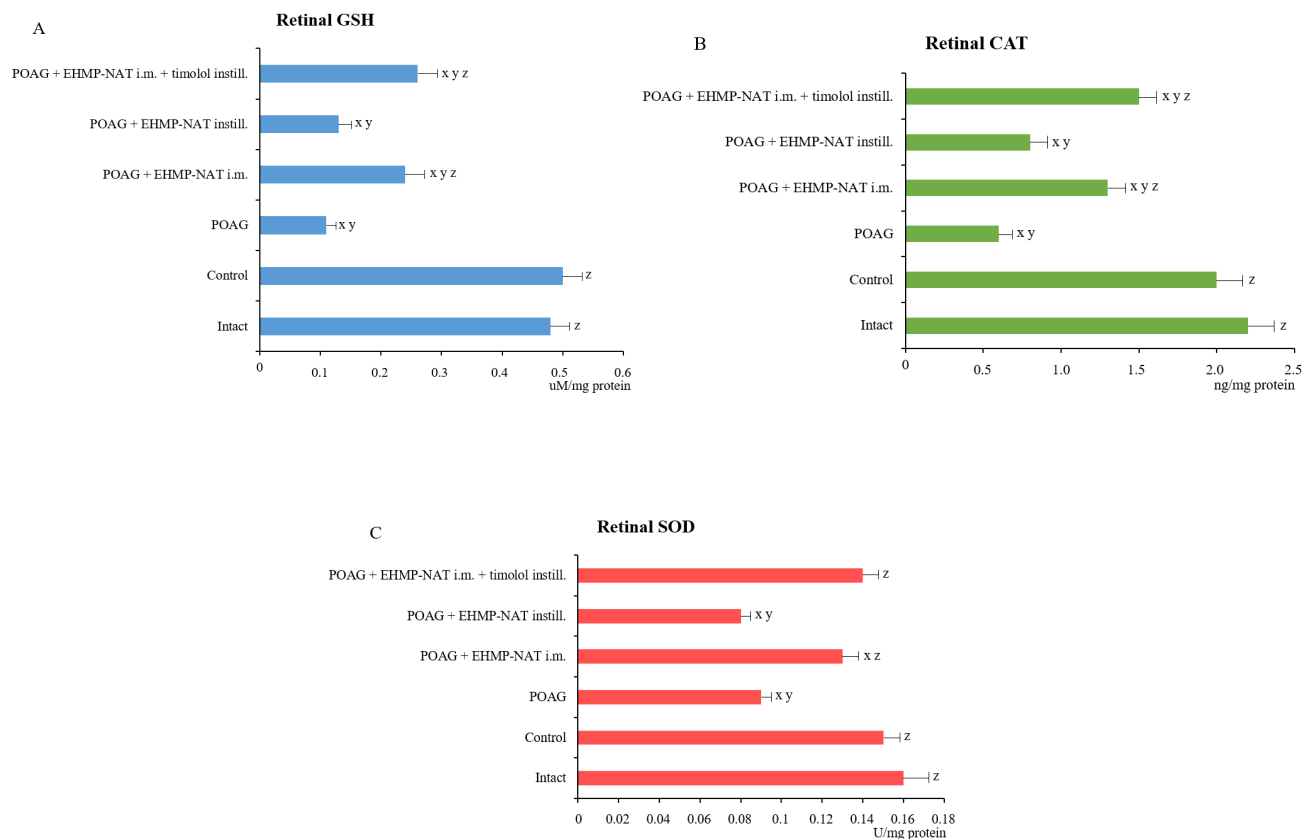 A
Retinal GSH
POAG + EHMP-NAT i.m. + timolol instill.
x y z
POAG + EHMP-NAT instill.
x y
POAG + EHMP-NAT i.m.
x y z
POAG
x y
Control
z
Intact
z
0 0.1 0.2 0.3 0.4 0.5 0.6
uM/mg protein
B
Retinal CAT
POAG + EHMP-NAT i.m. + timolol instill.
x y z
POAG + EHMP-NAT instill.
x y
POAG + EHMP-NAT i.m.
x y z
POAG
x y
Control
z
Intact
z
0 0.5 1.0 1.5 2.0 2.5
ng/mg protein
C
Retinal SOD
POAG + EHMP-NAT i.m. + timolol instill.
z
POAG + EHMP-NAT instill.
x y
POAG + EHMP-NAT i.m.
x z
POAG
x y
Control
z
Intact
z
0 0.02 0.04 0.06 0.08 0.10 0.12 0.14 0.16 0.18
U/mg protein